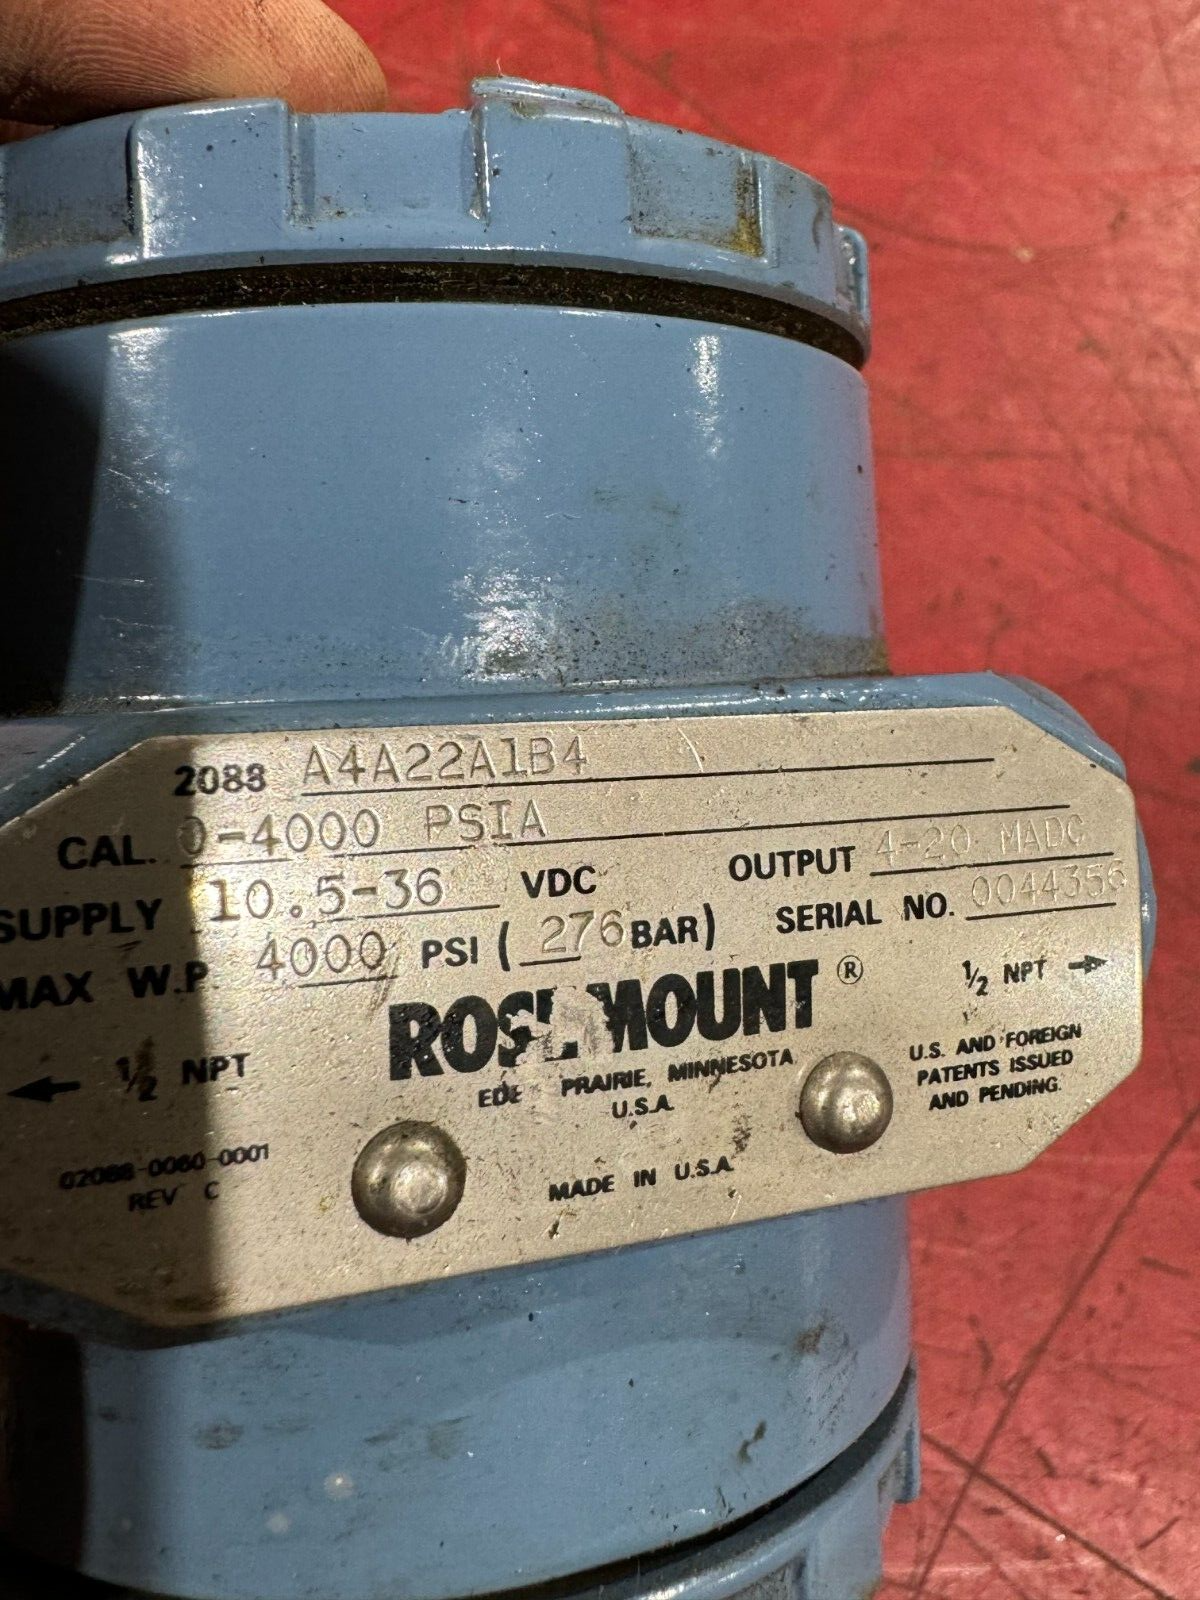 2088 A4A22A1B4
CAL. 0-4000 PSIA
SUPPLY 10.5-36 VDC OUTPUT 4-20 MADC
MAX W.P. 4000 PSI ( 276 BAR) SERIAL NO. 0044356
ROSEMOUNT ®
EDE PRAIRIE, MINNESOTA
U.S.A.
½ NPT
½ NPT
U.S. AND FOREIGN
PATENTS ISSUED
AND PENDING.
02088-0060-0001
REV C
MADE IN U.S.A.